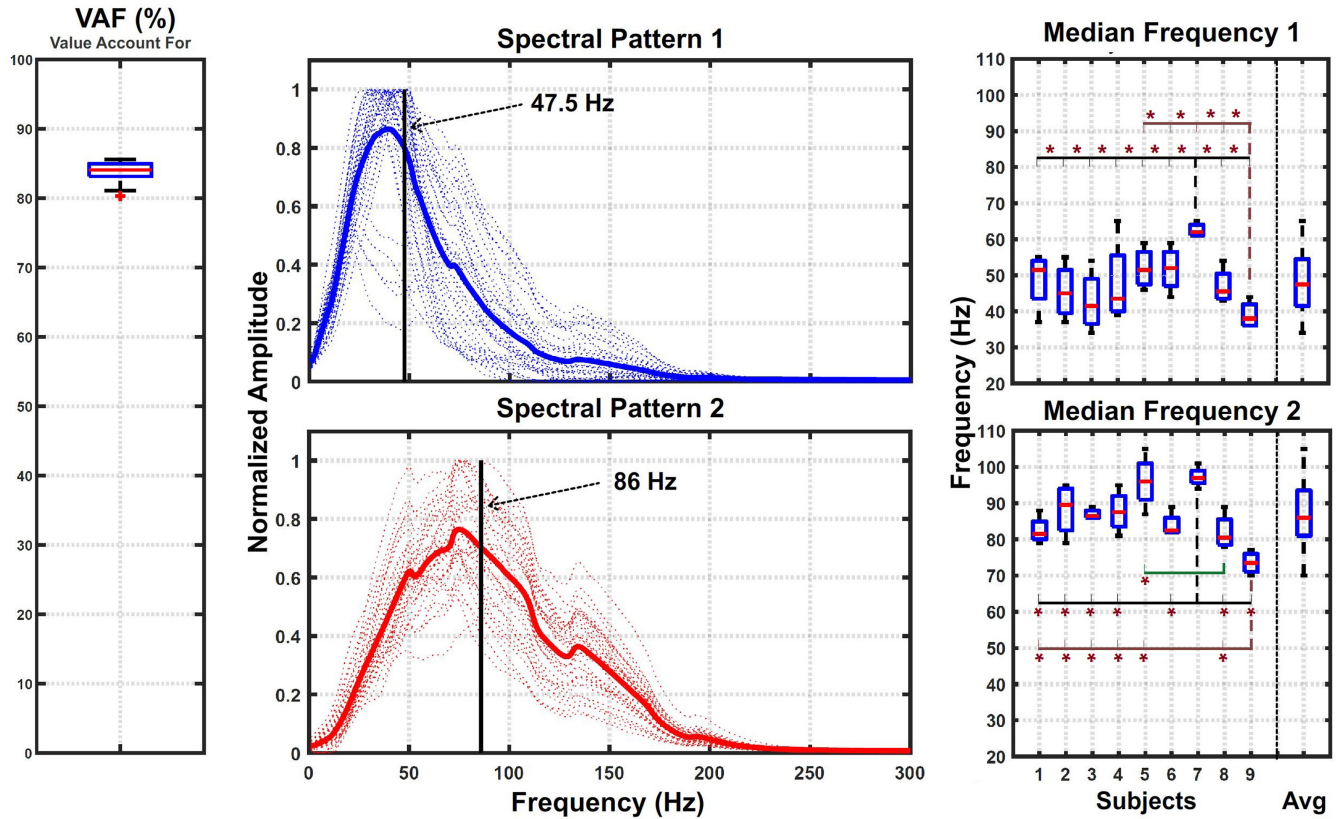 VAF (%)
Value Account For
100
90
80
70
60
50
40
30
20
10
0
Spectral Pattern 1
1
0.8
0.6
0.4
0.2
0
47.5 Hz
Spectral Pattern 2
1
0.8
0.6
0.4
0.2
0
86 Hz
0 50 100 150 200 250 300
Normalized Amplitude
Frequency (Hz)
Median Frequency 1
110
100
90
80
70
60
50
40
30
20
* * * *
* * * * * * * *
Median Frequency 2
110
100
90
80
70
60
50
40
30
20
*
* * * * * * *
* * * * * *
Frequency (Hz)
1 2 3 4 5 6 7 8 9
Subjects Avg